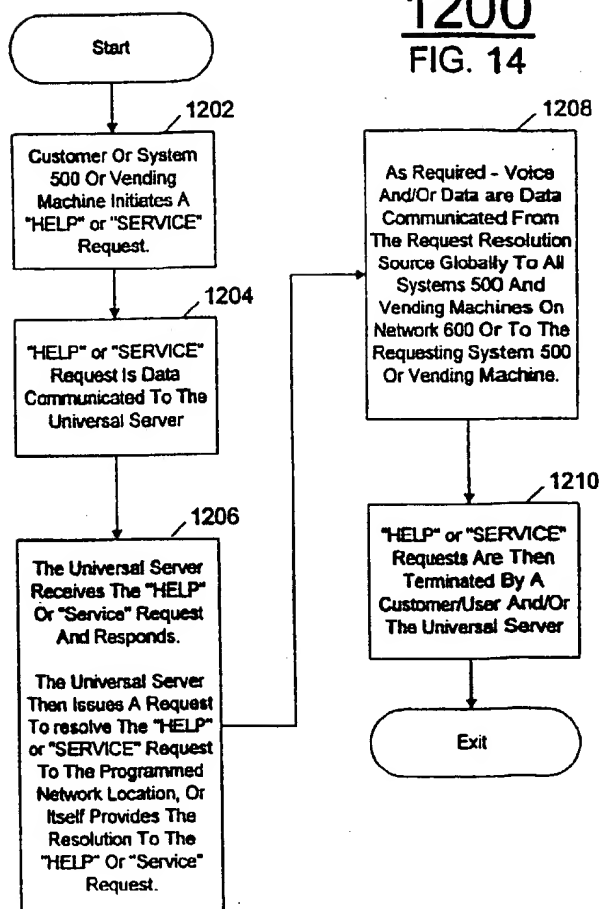 1200
FIG. 14
Start
1202
Customer Or System
500 Or Vending
Machine Initiates A
"HELP" or "SERVICE"
Request.
1204
"HELP" or "SERVICE"
Request Is Data
Communicated To The
Universal Server
1206
The Universal Server
Receives The "HELP"
Or "Service" Request
And Responds.
The Universal Server
Then Issues A Request
To resolve The "HELP"
or "SERVICE" Request
To The Programmed
Network Location, Or
Itself Provides The
Resolution To The
"HELP" Or "Service"
Request.
1208
As Required - Voice
And/Or Data are Data
Communicated From
The Request Resolution
Source Globally To All
Systems 500 And
Vending Machines On
Network 600 Or To The
Requesting System 500
Or Vending Machine.
1210
"HELP" or "SERVICE"
Requests Are Then
Terminated By A
Customer/User And/Or
The Universal Server
Exit